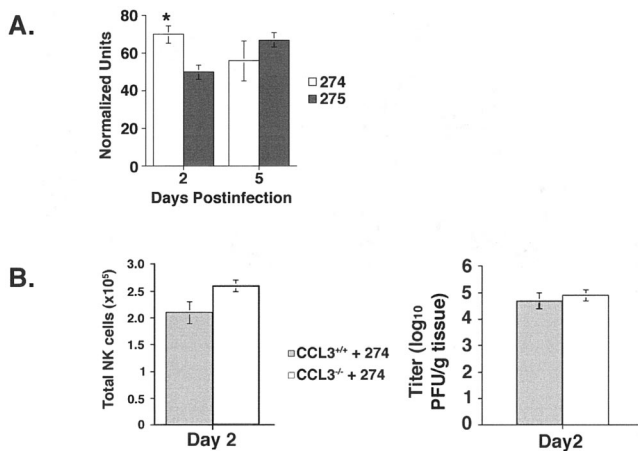 A.
Normalized Units
80
60
40
20
0
*
2
5
Days Postinfection
274
275
B.
Total NK cells (x10⁵)
3.0
2.5
2.0
1.5
1.0
0.5
0.
Day 2
CCL3+/+ + 274
CCL3-/- + 274
Titer (log10 PFU/g tissue)
6
5
4
3
2
1
0
Day2